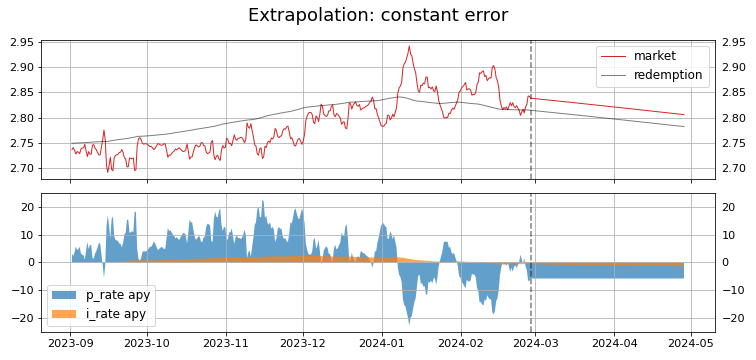 Extrapolation: constant error
2.95 2.95
2.90 2.90
2.85 2.85
2.80 2.80
2.75 2.75
2.70 2.70
market
redemption
20 20
10 10
0 0
−10 −10
−20 −20
p_rate apy
i_rate apy
2023-09 2023-10 2023-11 2023-12 2024-01 2024-02 2024-03 2024-04 2024-05